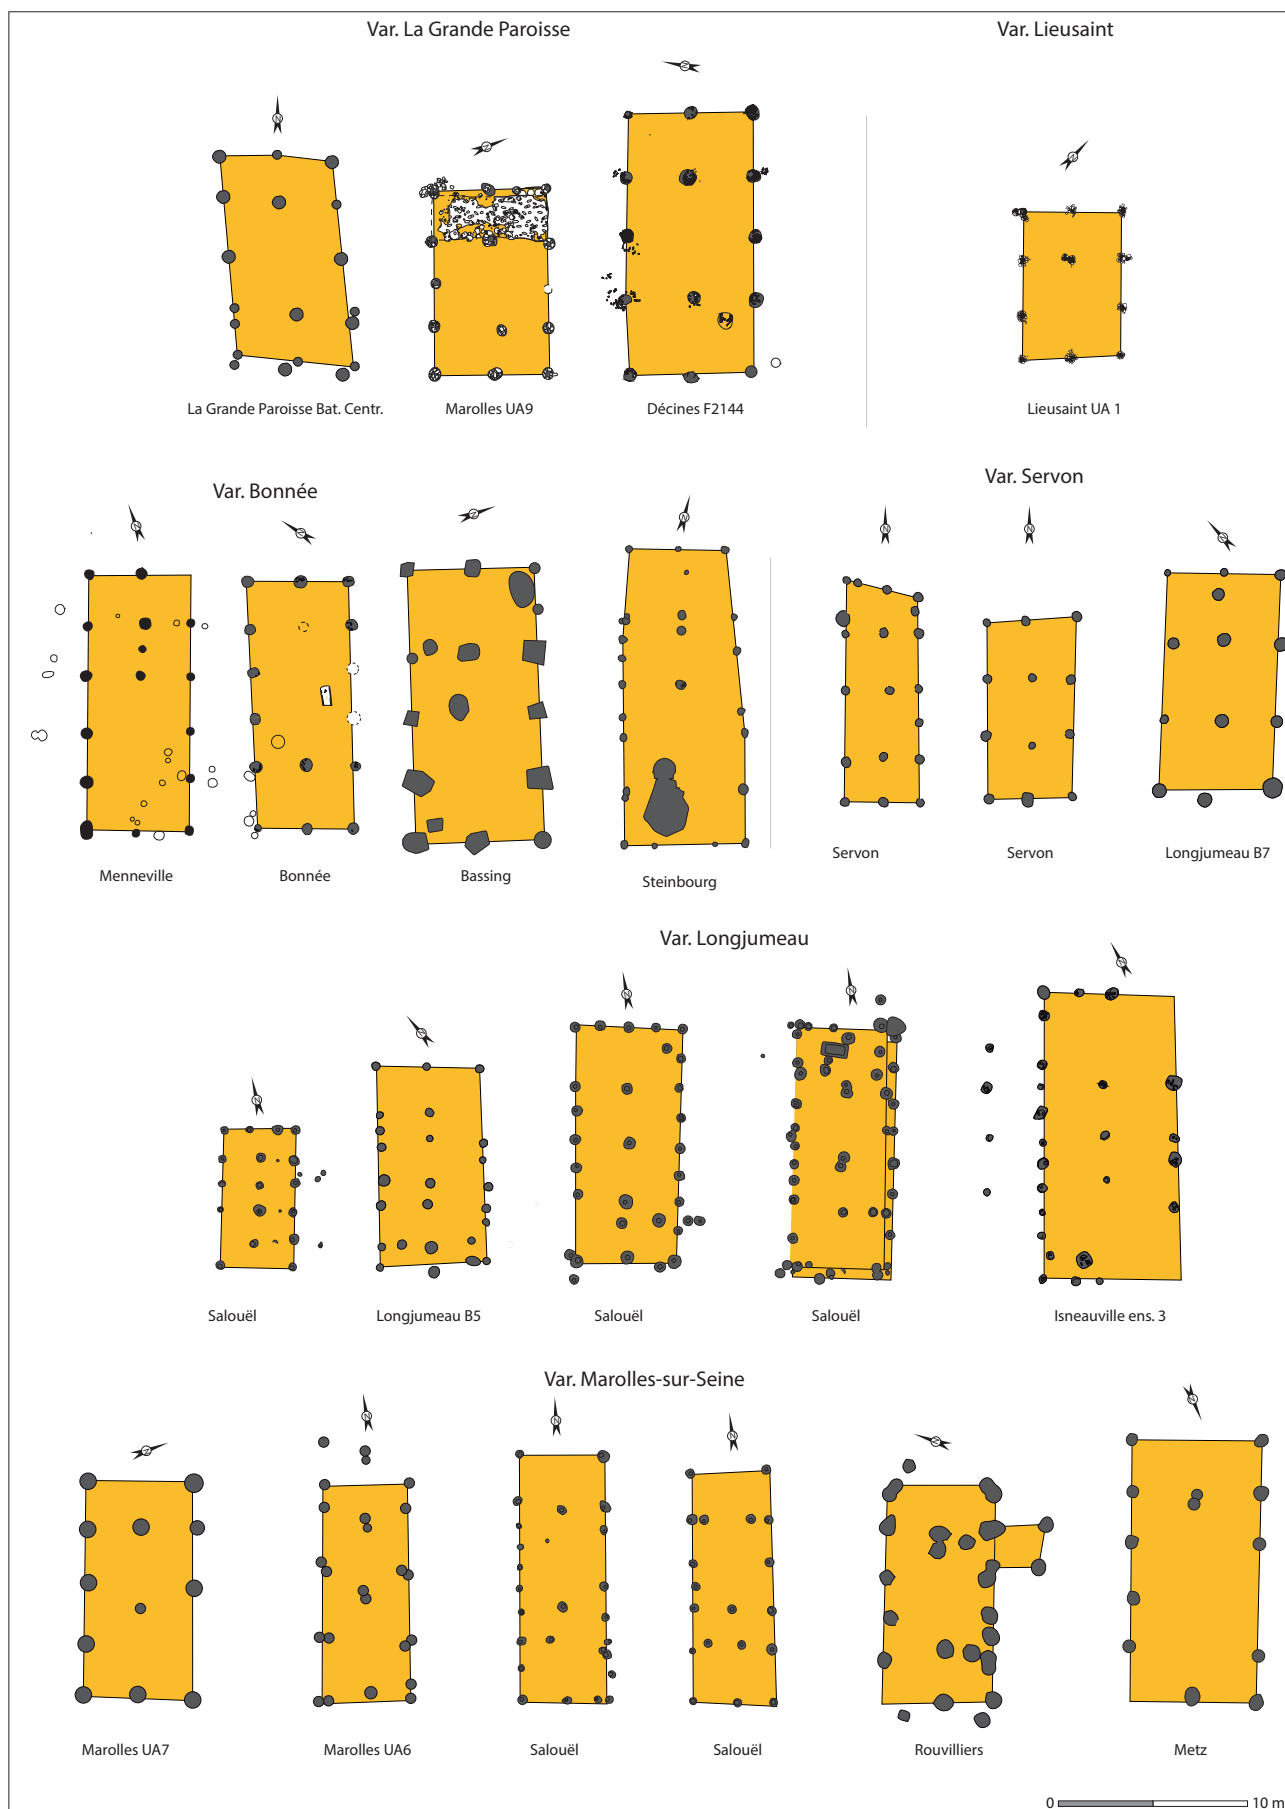 Var. La Grande Paroisse
Var. Lieusaint
N
N
N
N
La Grande Paroisse Bat. Centr.
Marolles UA9
Décines F2144
Lieusaint UA 1
Var. Bonnée
Var. Servon
N
N
N
N
N
N
N
Menneville
Bonnée
Bassing
Steinbourg
Servon
Servon
Longjumeau B7
Var. Longjumeau
N
N
N
N
N
Salouël
Longjumeau B5
Salouël
Salouël
Isneauville ens. 3
Var. Marolles-sur-Seine
N
N
N
N
N
N
Marolles UA7
Marolles UA6
Salouël
Salouël
Rouvilliers
Metz
0 10 m